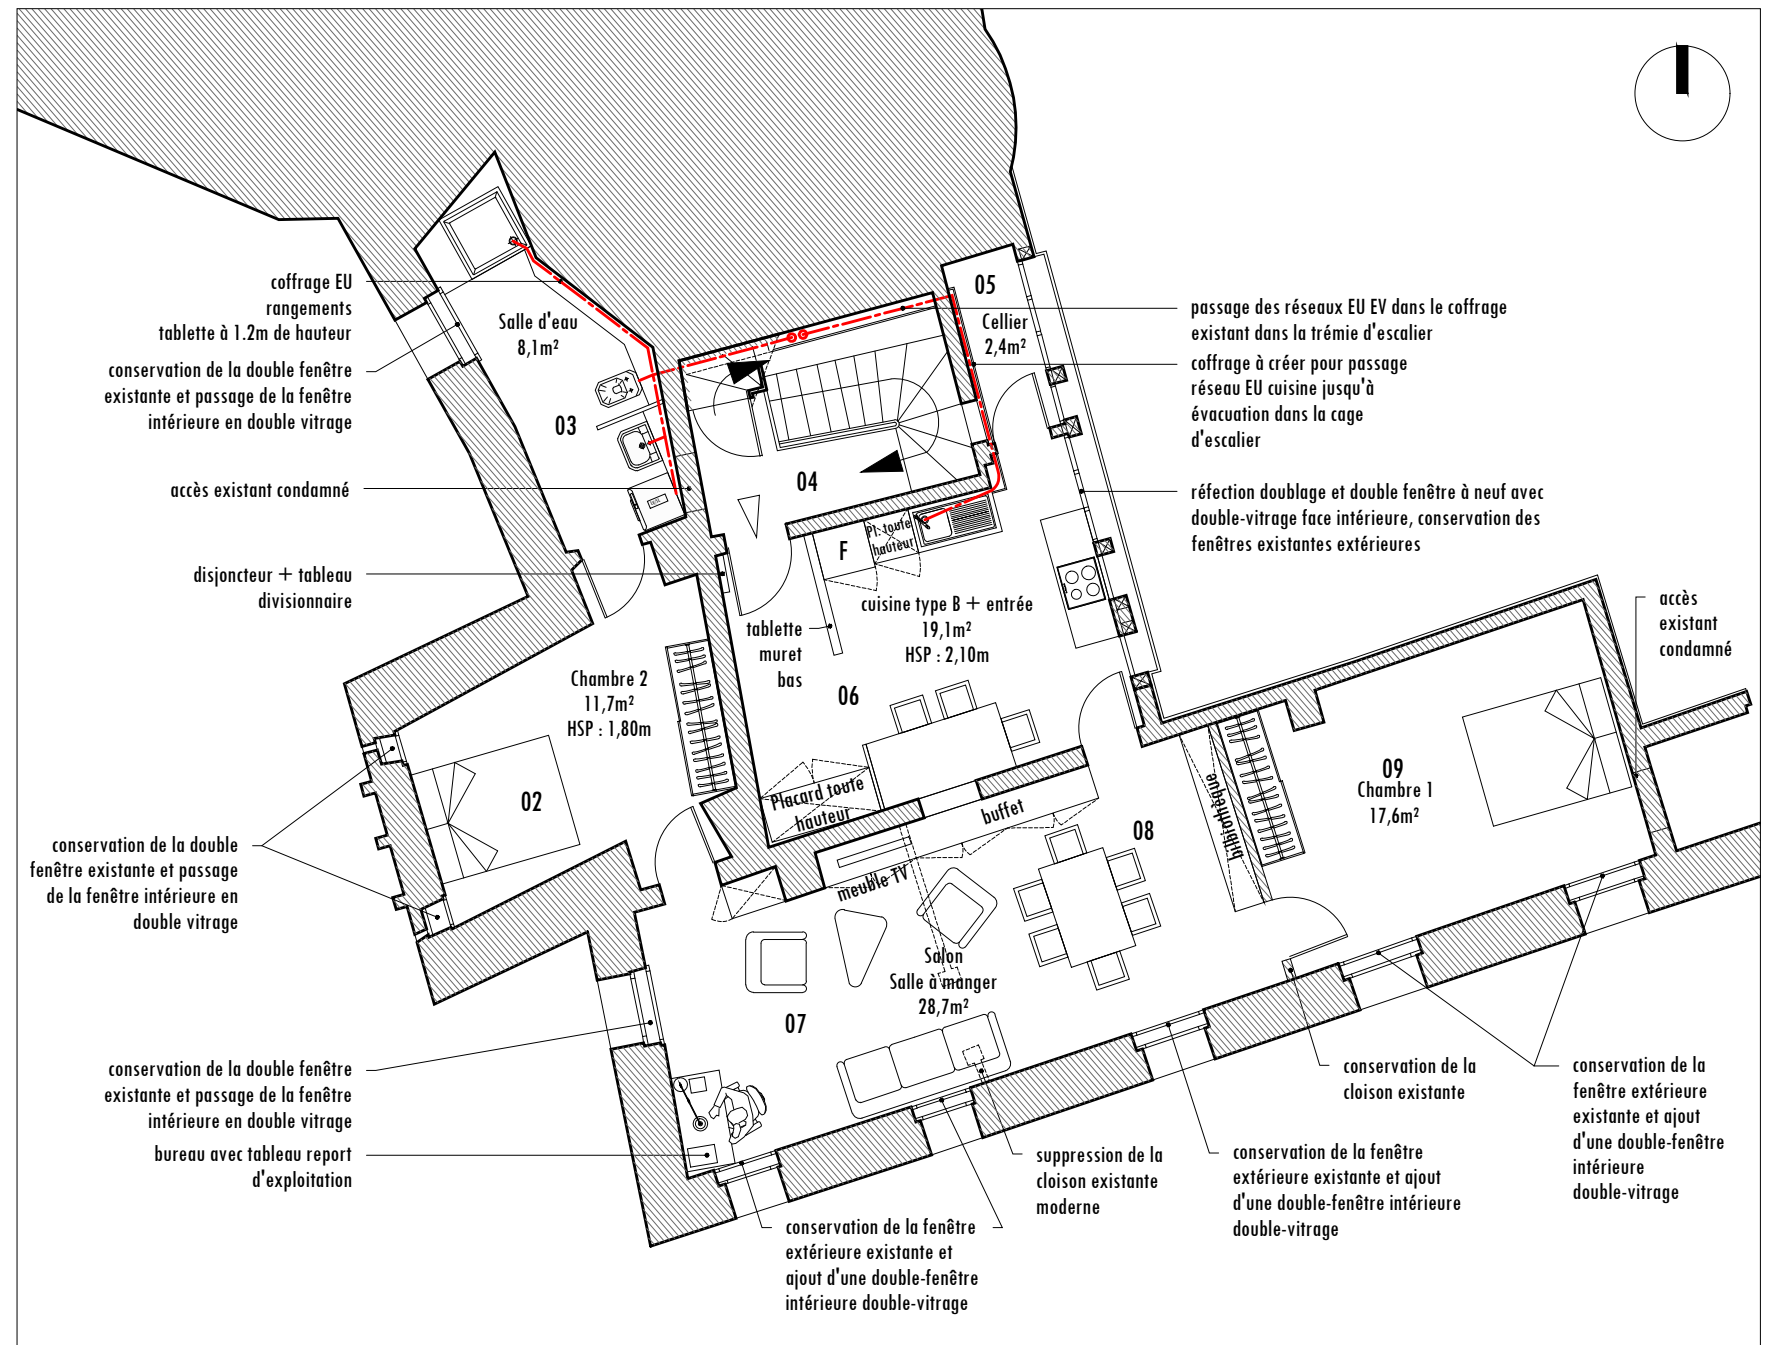 coffrage EU
rangements
tablette à 1.2m de hauteur
conservation de la double fenêtre
existante et passage de la fenêtre
intérieure en double vitrage
accès existant condamné
disjoncteur + tableau
divisionnaire
conservation de la double
fenêtre existante et passage
de la fenêtre intérieure en
double vitrage
conservation de la double fenêtre
existante et passage de la fenêtre
intérieure en double vitrage
bureau avec tableau report
d'exploitation
Salle d'eau
8,1m²
03
04
05
Cellier
2,4m²
passage des réseaux EU EV dans le coffrage
existant dans la trémie d'escalier
coffrage à créer pour passage
réseau EU cuisine jusqu'à
évacuation dans la cage
d'escalier
réfection doublage et double fenêtre à neuf avec
double-vitrage face intérieure, conservation des
fenêtres existantes extérieures
F
Pl. toute
hauteur
cuisine type B + entrée
19,1m²
HSP : 2,10m
tablette
muret
bas
06
Chambre 2
11,7m²
HSP : 1,80m
02
Placard toute
hauteur
buffet
meuble TV
bilbiothèque
08
09
Chambre 1
17,6m²
accès
existant
condamné
Salon
Salle à manger
28,7m²
07
conservation de la fenêtre
extérieure existante et
ajout d'une double-fenêtre
intérieure double-vitrage
suppression de la
cloison existante
moderne
conservation de la fenêtre
extérieure existante et ajout
d'une double-fenêtre intérieure
double-vitrage
conservation de la
cloison existante
conservation de la
fenêtre extérieure
existante et ajout
d'une double-fenêtre
intérieure
double-vitrage